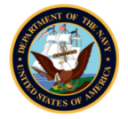 DEPARTMENT OF THE NAVY
UNITED STATES OF AMERICA